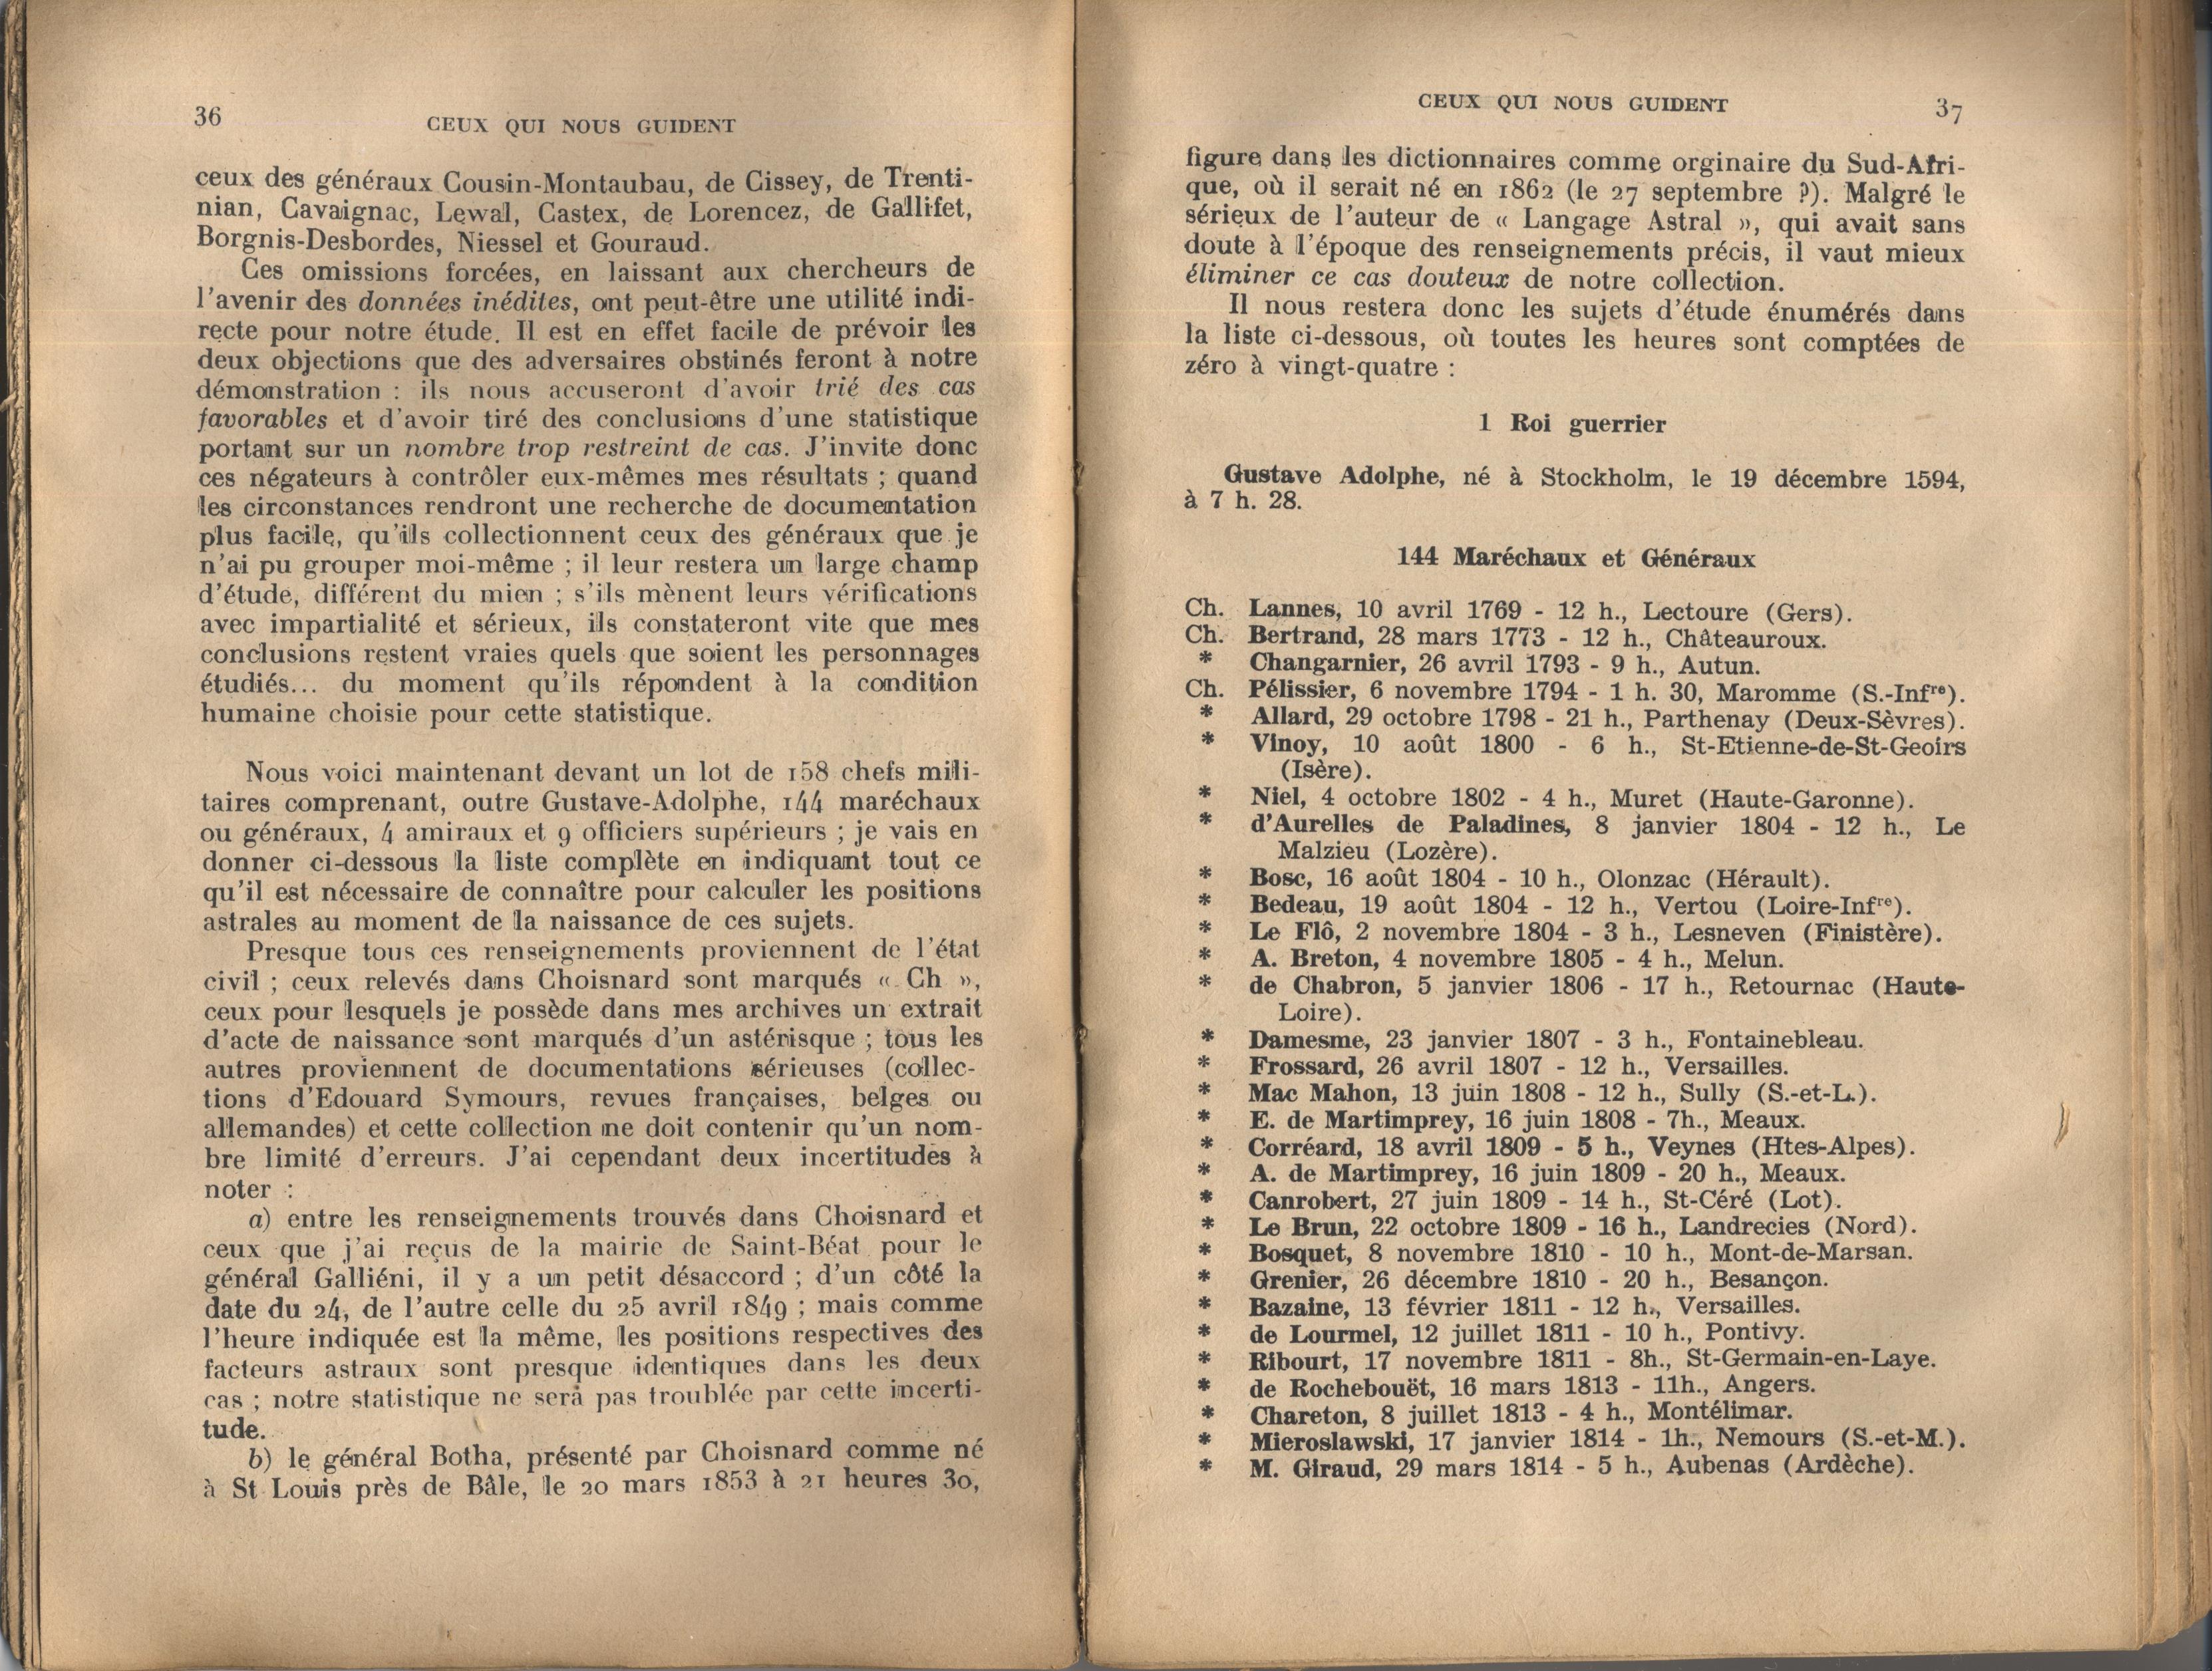 36
CEUX QUI NOUS GUIDENT
ceux des généraux Cousin-Montaubau, de Cissey, de Trenti-
nian, Cavaignac, Lewal, Castex, de Lorencez, de Gallifet,
Borgnis-Desbordes, Niessel et Gouraud.
Ces omissions forcées, en laissant aux chercheurs de
l'avenir des données inédites, ont peut-être une utilité indi-
recte pour notre étude. Il est en effet facile de prévoir les
deux objections que des adversaires obstinés feront à notre
démonstration : ils nous accuseront d'avoir trié des cas
favorables et d'avoir tiré des conclusions d'une statistique
portant sur un nombre trop restreint de cas. J'invite donc
ces négateurs à contrôler eux-mêmes mes résultats ; quand
les circonstances rendront une recherche de documentation
plus facile, qu'ils collectionnent ceux des généraux que je
n'ai pu grouper moi-même ; il leur restera un large champ
d'étude, différent du mien ; s'ils mènent leurs vérifications
avec impartialité et sérieux, ils constateront vite que mes
conclusions restent vraies quels que soient les personnages
étudiés... du moment qu'ils répondent à la condition
humaine choisie pour cette statistique.
Nous voici maintenant devant un lot de 158 chefs mili-
taires comprenant, outre Gustave-Adolphe, 144 maréchaux
ou généraux, 4 amiraux et 9 officiers supérieurs ; je vais en
donner ci-dessous la liste complète en indiquant tout ce
qu'il est nécessaire de connaître pour calculer les positions
astrales au moment de la naissance de ces sujets.
Presque tous ces renseignements proviennent de l'état
civil ; ceux relevés dans Choisnard sont marqués « Ch »,
ceux pour lesquels je possède dans mes archives un extrait
d'acte de naissance sont marqués d'un astérisque ; tous les
autres proviennent de documentations sérieuses (collec-
tions d'Edouard Symours, revues françaises, belges ou
allemandes) et cette collection ne doit contenir qu'un nom-
bre limité d'erreurs. J'ai cependant deux incertitudes à
noter :
a) entre les renseignements trouvés dans Choisnard et
ceux que j'ai reçus de la mairie de Saint-Béat pour le
général Galliéni, il y a un petit désaccord ; d'un côté la
date du 24, de l'autre celle du 25 avril 1849 ; mais comme
l'heure indiquée est la même, les positions respectives des
facteurs astraux sont presque identiques dans les deux
cas ; notre statistique ne sera pas troublée par cette incerti-
tude.
b) le général Botha, présenté par Choisnard comme né
à St Louis près de Bâle, le 20 mars 1853 à 21 heures 30,
CEUX QUI NOUS GUIDENT
37
figure dans les dictionnaires comme orginaire du Sud-Afri-
que, où il serait né en 1862 (le 27 septembre ?). Malgré le
sérieux de l'auteur de « Langage Astral », qui avait sans
doute à l'époque des renseignements précis, il vaut mieux
éliminer ce cas douteux de notre collection.
Il nous restera donc les sujets d'étude énumérés dans
la liste ci-dessous, où toutes les heures sont comptées de
zéro à vingt-quatre :
1 Roi guerrier
Gustave Adolphe, né à Stockholm, le 19 décembre 1594,
à 7 h. 28.
144 Maréchaux et Généraux
Ch. Lannes, 10 avril 1769 - 12 h., Lectoure (Gers).
Ch. Bertrand, 28 mars 1773 - 12 h., Châteauroux.
* Changarnier, 26 avril 1793 - 9 h., Autun.
Ch. Pélissier, 6 novembre 1794 - 1 h. 30, Maromme (S.-Infre).
* Allard, 29 octobre 1798 - 21 h., Parthenay (Deux-Sèvres).
* Vinoy, 10 août 1800 - 6 h., St-Etienne-de-St-Geoirs
(Isère).
* Niel, 4 octobre 1802 - 4 h., Muret (Haute-Garonne).
* d'Aurelles de Paladines, 8 janvier 1804 - 12 h., Le
Malzieu (Lozère).
* Bosc, 16 août 1804 - 10 h., Olonzac (Hérault).
* Bedeau, 19 août 1804 - 12 h., Vertou (Loire-Infre).
* Le Flô, 2 novembre 1804 - 3 h., Lesneven (Finistère).
* A. Breton, 4 novembre 1805 - 4 h., Melun.
* de Chabron, 5 janvier 1806 - 17 h., Retournac (Haute-
Loire).
* Damesme, 23 janvier 1807 - 3 h., Fontainebleau.
* Frossard, 26 avril 1807 - 12 h., Versailles.
* Mac Mahon, 13 juin 1808 - 12 h., Sully (S.-et-L.).
* E. de Martimprey, 16 juin 1808 - 7h., Meaux.
* Corréard, 18 avril 1809 - 5 h., Veynes (Htes-Alpes).
* A. de Martimprey, 16 juin 1809 - 20 h., Meaux.
* Canrobert, 27 juin 1809 - 14 h., St-Céré (Lot).
* Le Brun, 22 octobre 1809 - 16 h., Landrecies (Nord).
* Bosquet, 8 novembre 1810 - 10 h., Mont-de-Marsan.
* Grenier, 26 décembre 1810 - 20 h., Besançon.
* Bazaine, 13 février 1811 - 12 h., Versailles.
* de Lourmel, 12 juillet 1811 - 10 h., Pontivy.
* Ribourt, 17 novembre 1811 - 8h., St-Germain-en-Laye.
* de Rochebouët, 16 mars 1813 - 11h., Angers.
* Chareton, 8 juillet 1813 - 4 h., Montélimar.
* Mieroslawski, 17 janvier 1814 - 1h., Nemours (S.-et-M.).
* M. Giraud, 29 mars 1814 - 5 h., Aubenas (Ardèche).